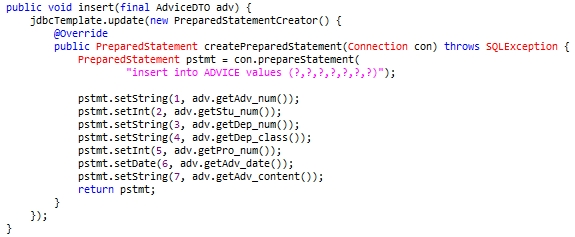 public void insert(final AdviceDTO adv) {
    jdbcTemplate.update(new PreparedStatementCreator() {
        @Override
        public PreparedStatement createPreparedStatement(Connection con) throws SQLException {
            PreparedStatement pstmt = con.prepareStatement(
                    "insert into ADVICE values (?,?,?,?,?,?,?)");

            pstmt.setString(1, adv.getAdv_num());
            pstmt.setInt(2, adv.getStu_num());
            pstmt.setString(3, adv.getDep_num());
            pstmt.setString(4, adv.getDep_class());
            pstmt.setInt(5, adv.getPro_num());
            pstmt.setDate(6, adv.getAdv_date());
            pstmt.setString(7, adv.getAdv_content());
            return pstmt;
        }
    });
}